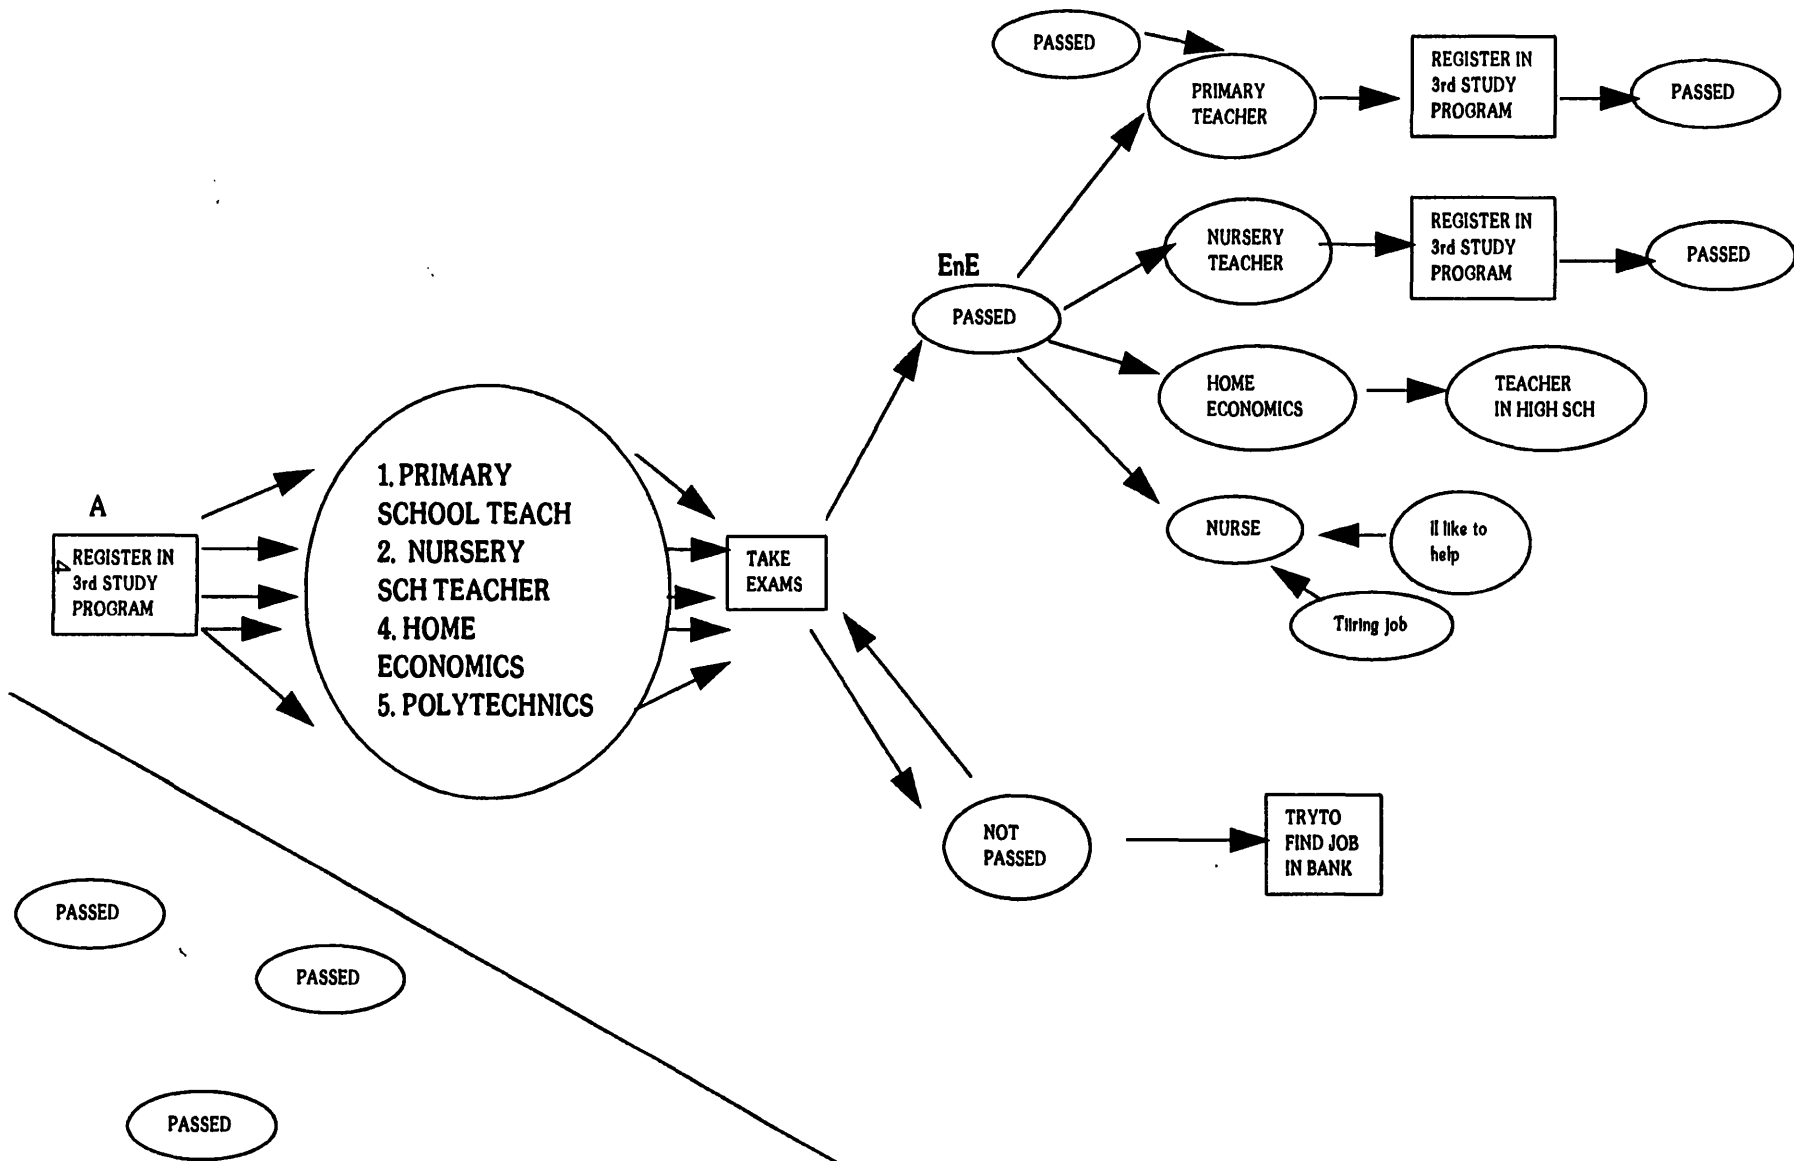 PASSED
PRIMARY
TEACHER
REGISTER IN
3rd STUDY
PROGRAM
PASSED
NURSERY
TEACHER
REGISTER IN
3rd STUDY
PROGRAM
PASSED
EnE
PASSED
HOME
ECONOMICS
TEACHER
IN HIGH SCH
NURSE
II like to
help
Tiiring job
A
4
REGISTER IN
3rd STUDY
PROGRAM
1. PRIMARY
SCHOOL TEACH
2. NURSERY
SCH TEACHER
4. HOME
ECONOMICS
5. POLYTECHNICS
TAKE
EXAMS
NOT
PASSED
TRYTO
FIND JOB
IN BANK
PASSED
PASSED
PASSED